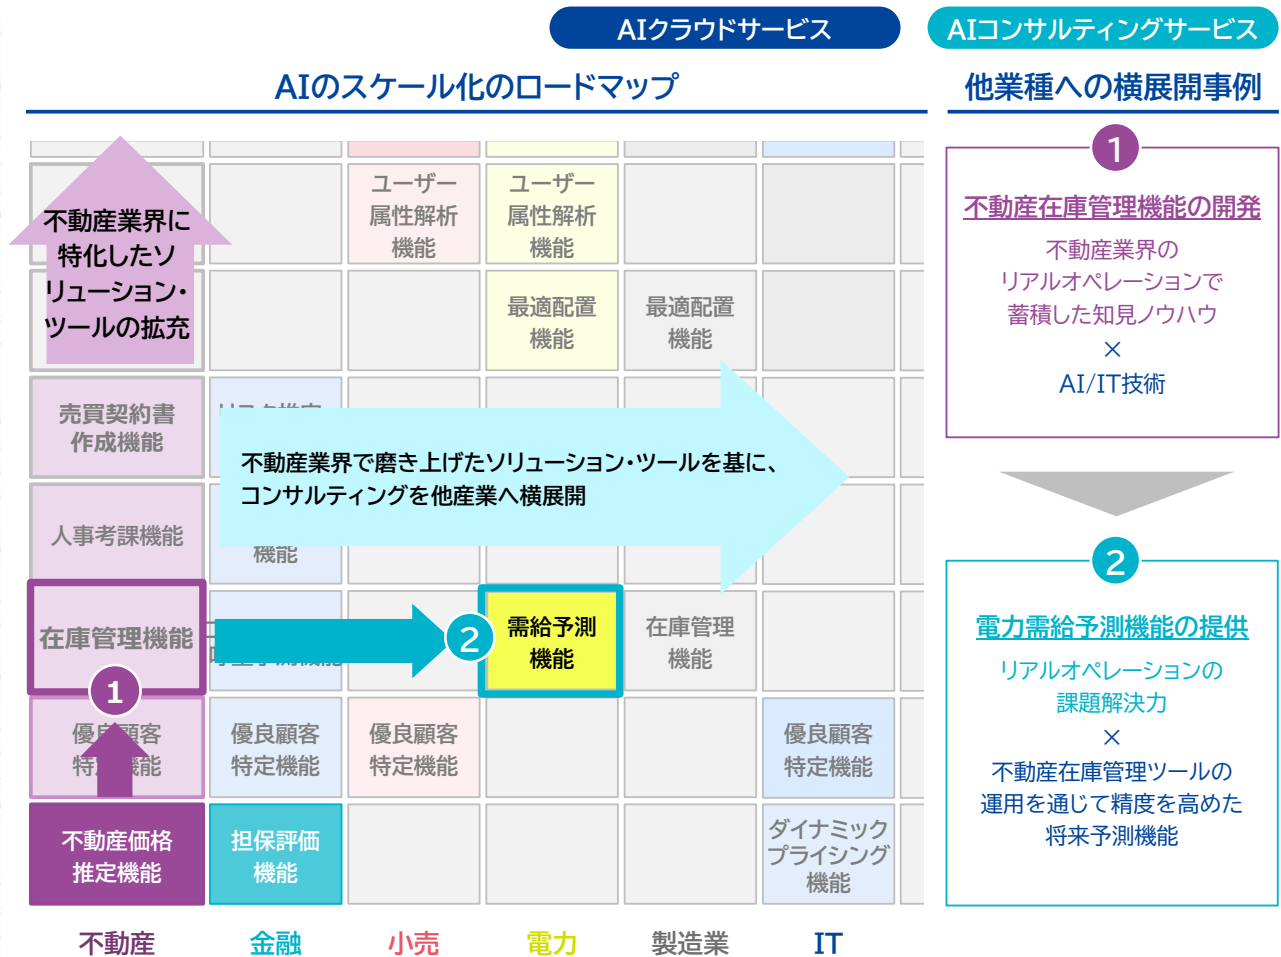 AIクラウドサービス
AIコンサルティングサービス
AIのスケール化のロードマップ
他業種への横展開事例
不動産業界に
特化したソ
リューション・
ツールの拡充
ユーザー
属性解析
機能
ユーザー
属性解析
機能
最適配置
機能
最適配置
機能
売買契約書
作成機能
不動産業界で磨き上げたソリューション・ツールを基に、
コンサルティングを他産業へ横展開
人事考課機能
機能
在庫管理機能
2
需給予測
機能
在庫管理
機能
1
優良顧客
特定機能
優良顧客
特定機能
優良顧客
特定機能
優良顧客
特定機能
不動産価格
推定機能
担保評価
機能
ダイナミック
プライシング
機能
不動産
金融
小売
電力
製造業
IT
1
不動産在庫管理機能の開発
不動産業界の
リアルオペレーションで
蓄積した知見ノウハウ
×
AI/IT技術
2
電力需給予測機能の提供
リアルオペレーションの
課題解決力
×
不動産在庫管理ツールの
運用を通じて精度を高めた
将来予測機能